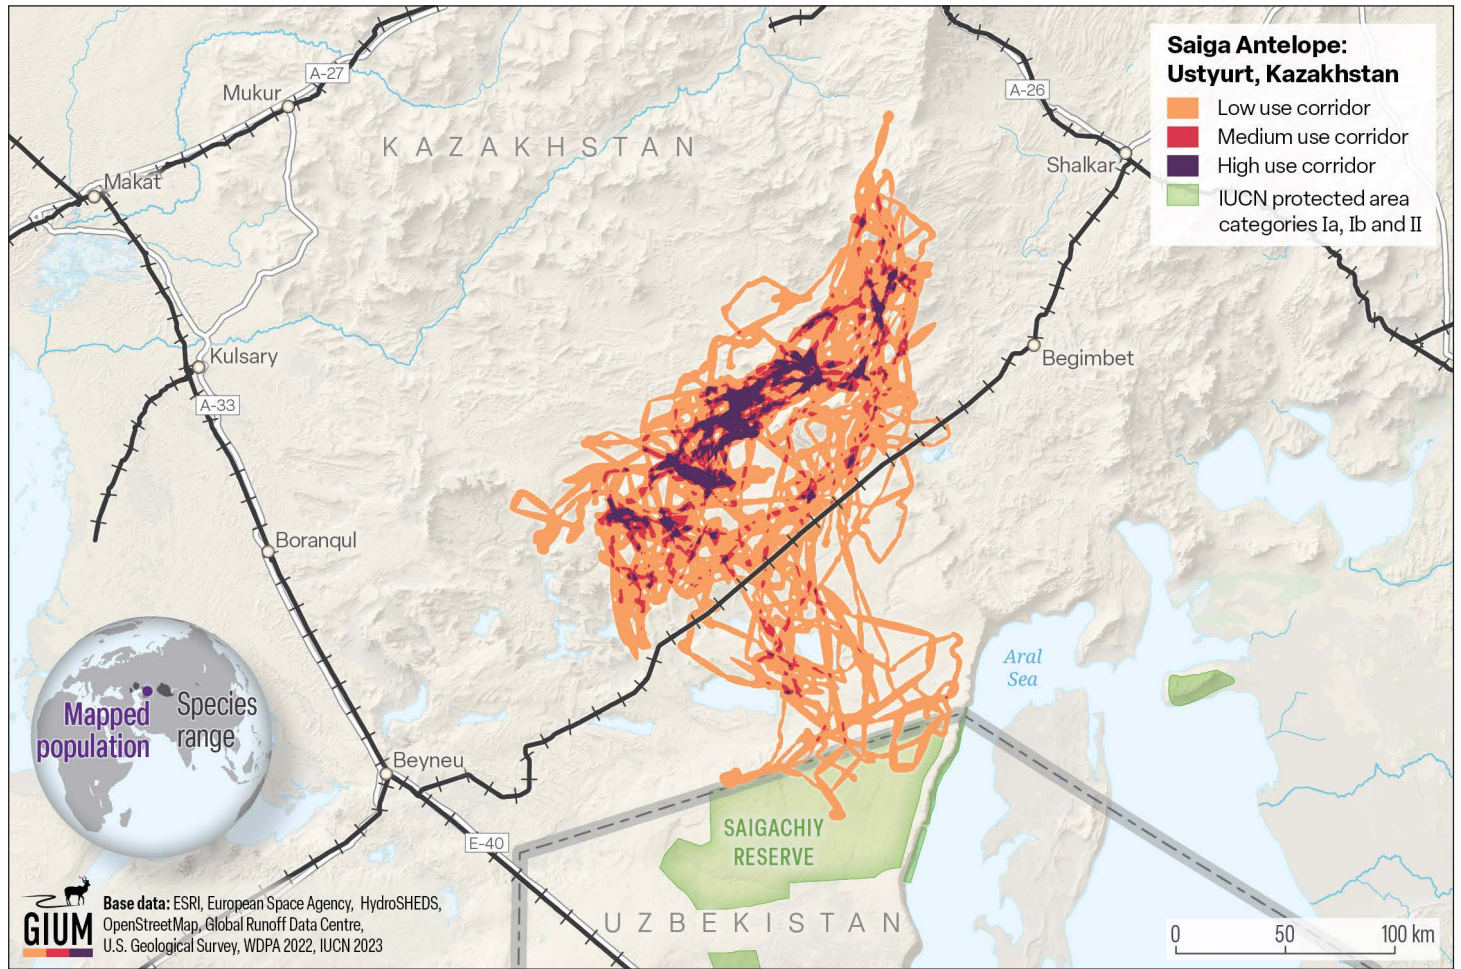 Saiga Antelope:
Ustyurt, Kazakhstan
Low use corridor
Medium use corridor
High use corridor
IUCN protected area
categories Ia, Ib and II
A-27
Mukur
A-26
KAZAKHSTAN
Shalkar
Makat
Kulsary
Begimbet
A-33
Boranqul
Aral
Sea
Species
range
Mapped
population
Beyneu
SAIGACHIY
RESERVE
E-40
UZBEKISTAN
GIUM
Base data: ESRI, European Space Agency, HydroSHEDS,
OpenStreetMap, Global Runoff Data Centre,
U.S. Geological Survey, WDPA 2022, IUCN 2023
0 50 100 km